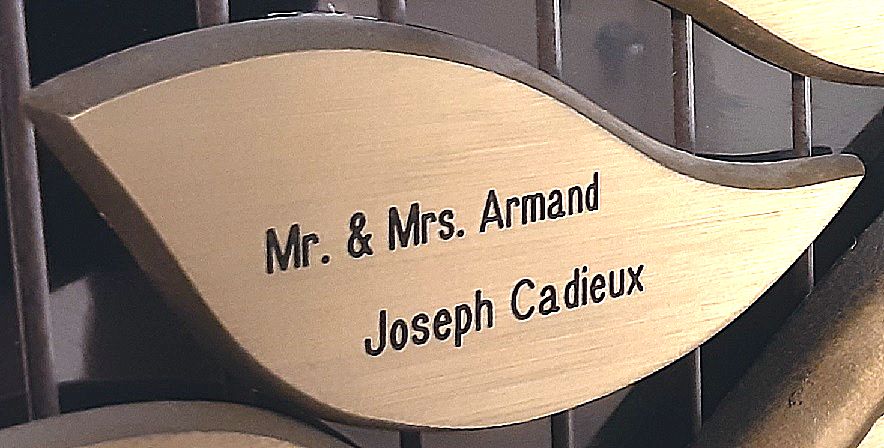 Mr. & Mrs. Armand
Joseph Cadieux